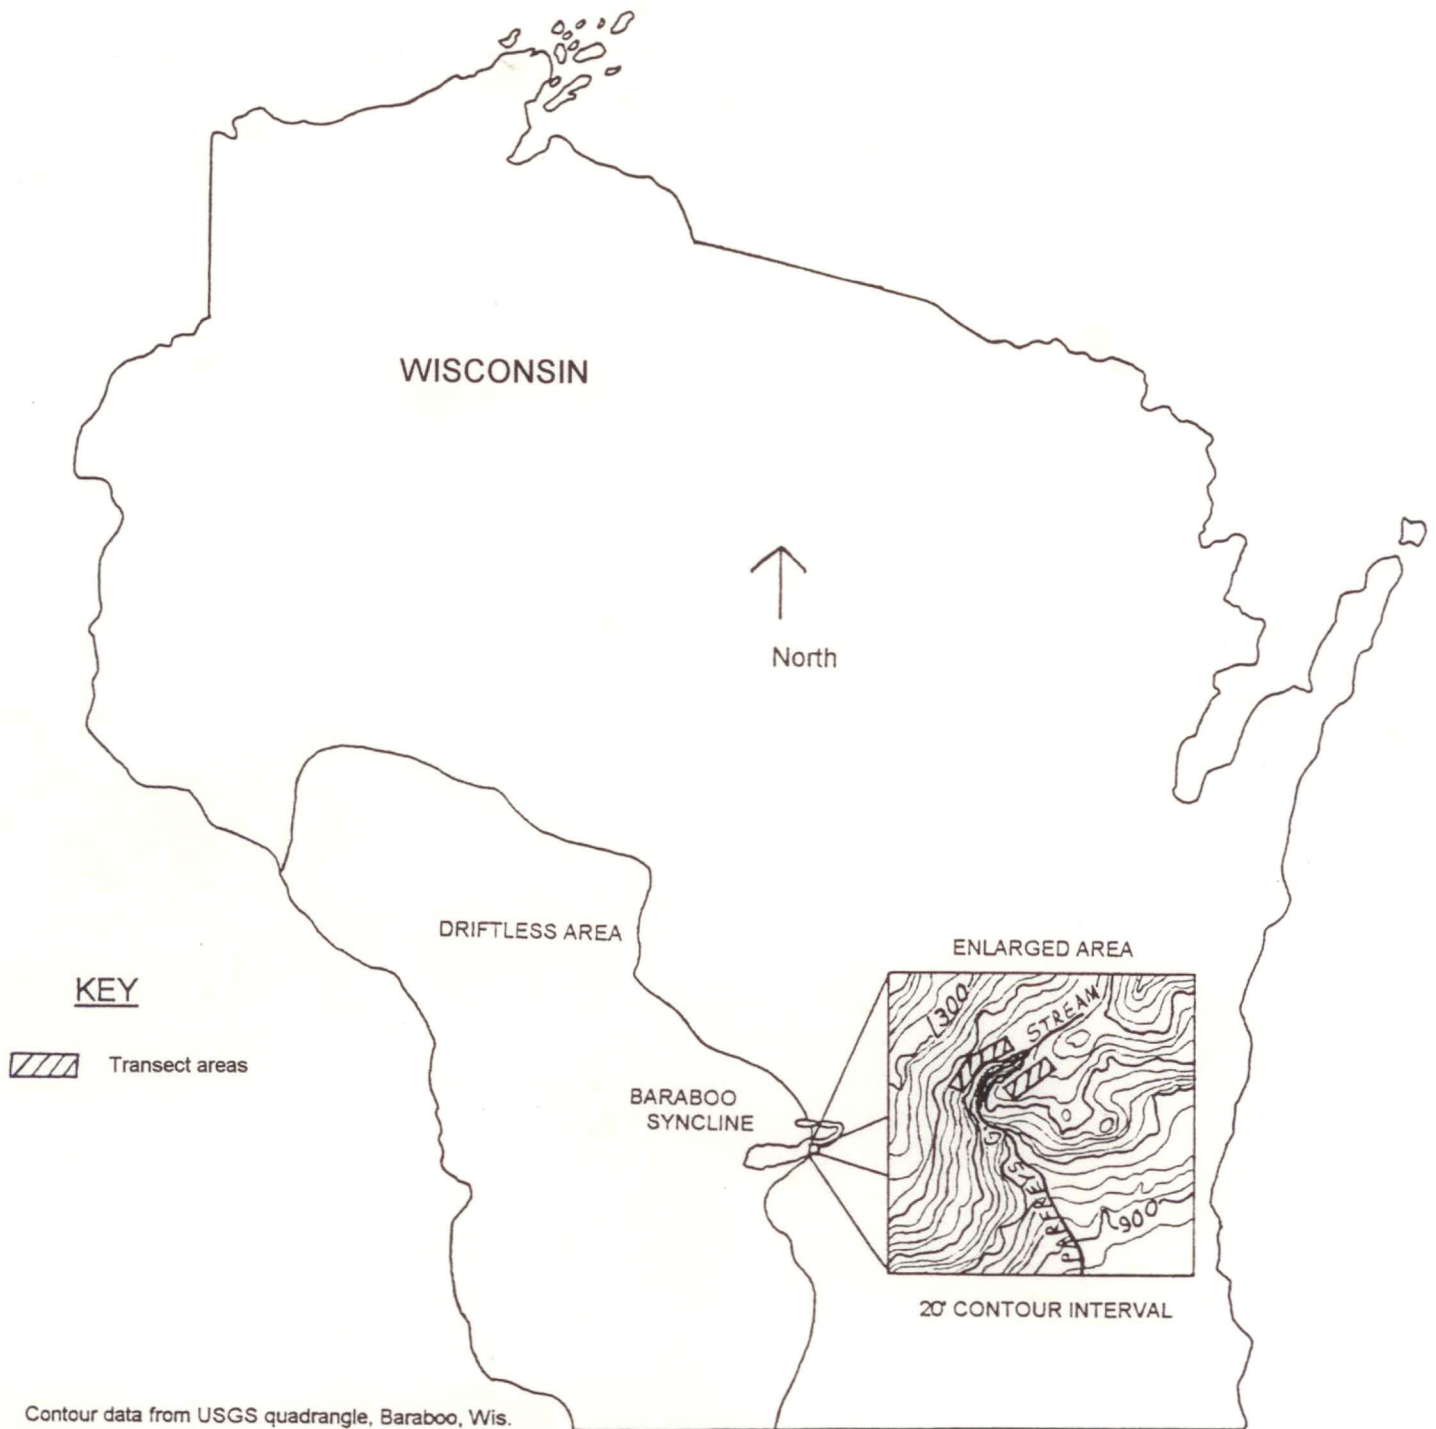 WISCONSIN
North
DRIFTLESS AREA
ENLARGED AREA
KEY
1300
STREAM
Transect areas
BARABOO
SYNCLINE
PARFREYS
900
20' CONTOUR INTERVAL
Contour data from USGS quadrangle, Baraboo, Wis.